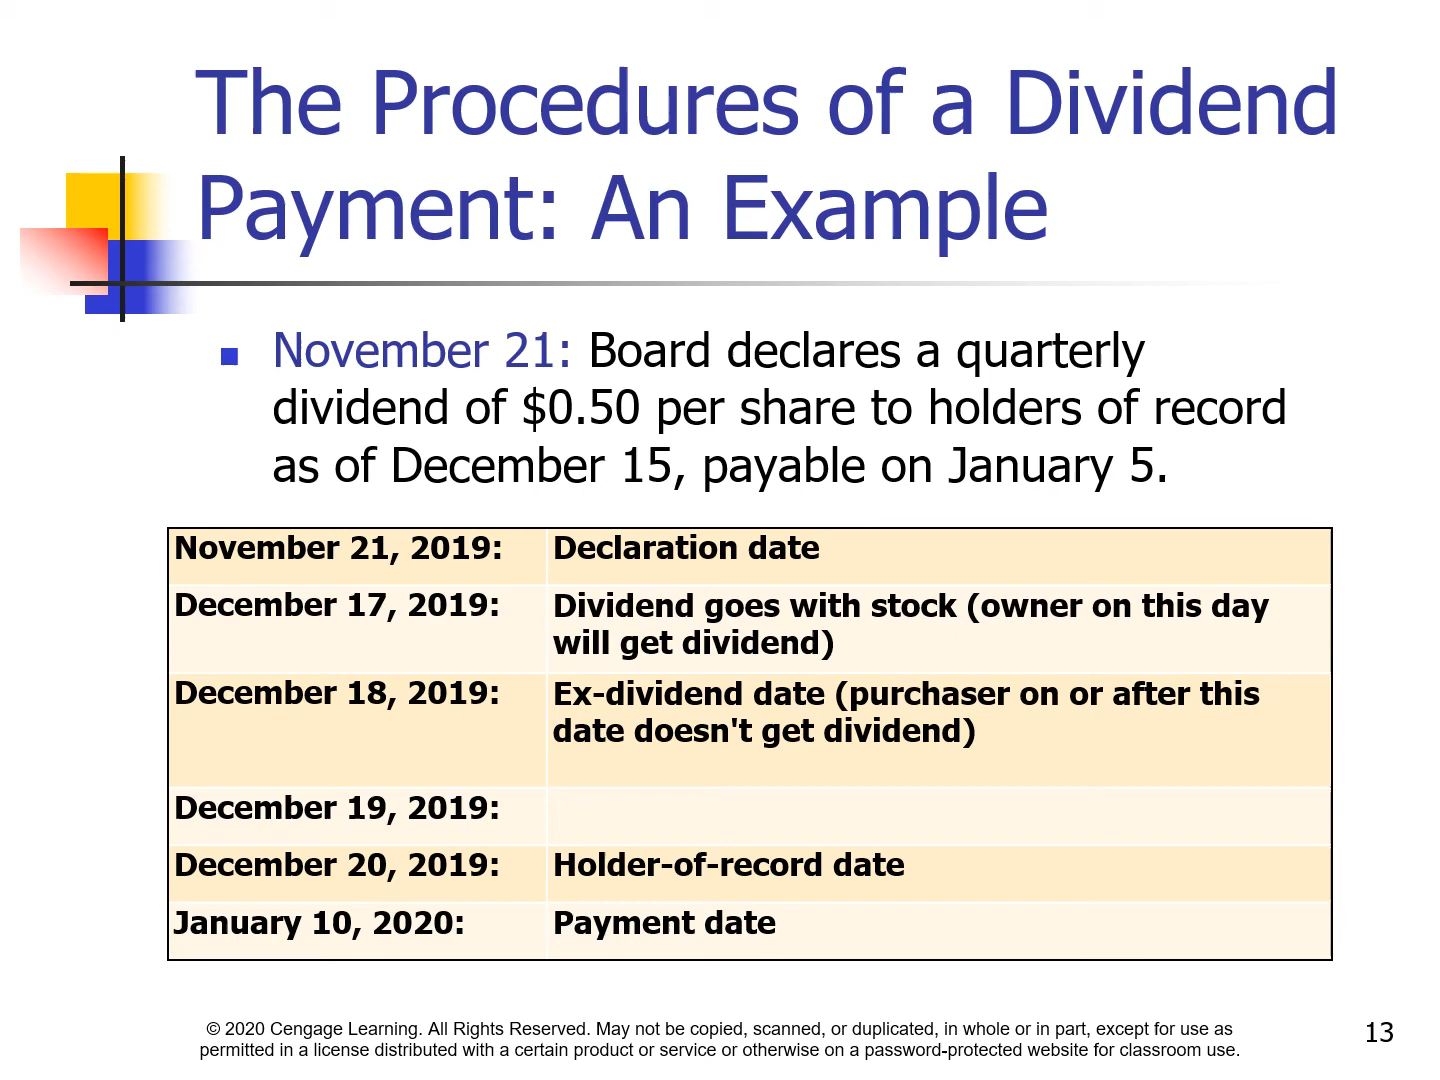 The Procedures of a Dividend
Payment: An Example
November 21: Board declares a quarterly
dividend of $0.50 per share to holders of record
as of December 15, payable on January 5.
November 21, 2019: Declaration date
December 17, 2019: Dividend goes with stock (owner on this day
will get dividend)
December 18, 2019: Ex-dividend date (purchaser on or after this
date doesn't get dividend)
December 19, 2019:
December 20, 2019: Holder-of-record date
January 10, 2020: Payment date
© 2020 Cengage Learning. All Rights Reserved. May not be copied, scanned, or duplicated, in whole or in part, except for use as
permitted in a license distributed with a certain product or service or otherwise on a password-protected website for classroom use.
13